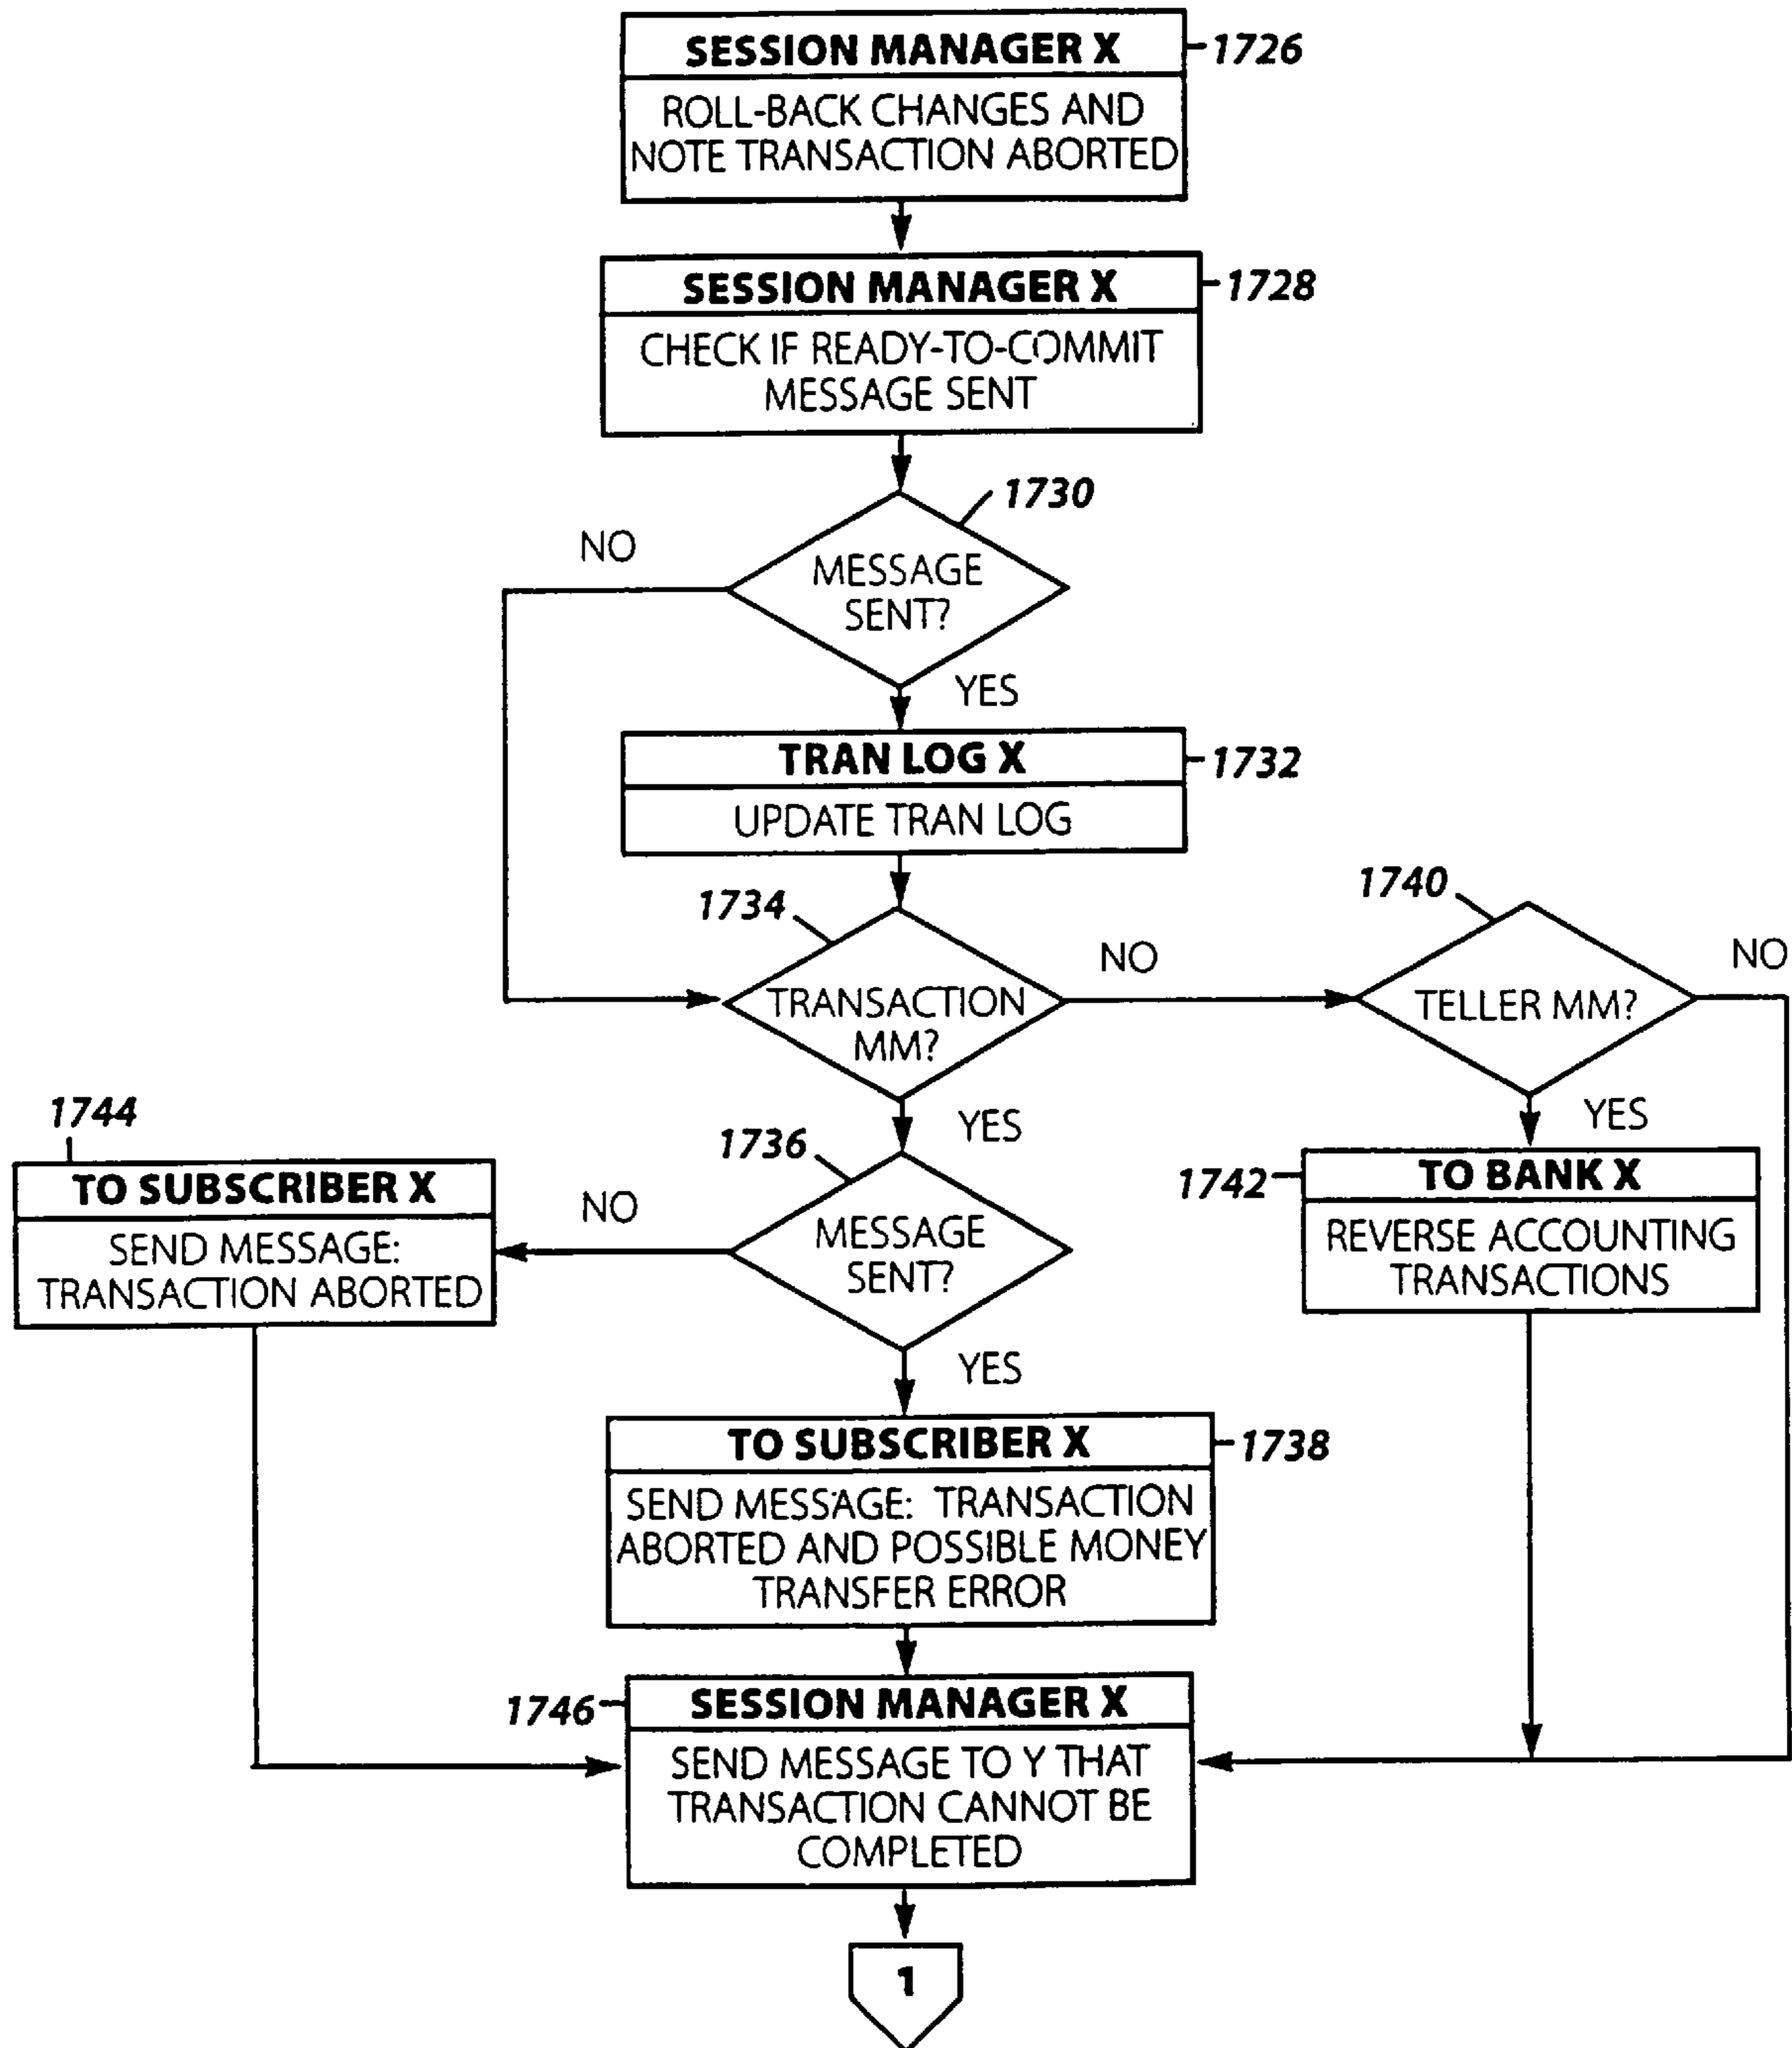 SESSION MANAGER X
1726
ROLL-BACK CHANGES AND
NOTE TRANSACTION ABORTED
SESSION MANAGER X
1728
CHECK IF READY-TO-COMMIT
MESSAGE SENT
1730
NO
MESSAGE
SENT?
YES
TRAN LOG X
1732
UPDATE TRAN LOG
1734
1740
NO
NO
TRANSACTION
MM?
TELLER MM?
YES
YES
1744
1736
TO SUBSCRIBER X
1742
TO BANK X
NO
SEND MESSAGE:
TRANSACTION ABORTED
MESSAGE
SENT?
REVERSE ACCOUNTING
TRANSACTIONS
YES
TO SUBSCRIBER X
1738
SEND MESSAGE: TRANSACTION
ABORTED AND POSSIBLE MONEY
TRANSFER ERROR
1746
SESSION MANAGER X
SEND MESSAGE TO Y THAT
TRANSACTION CANNOT BE
COMPLETED
1